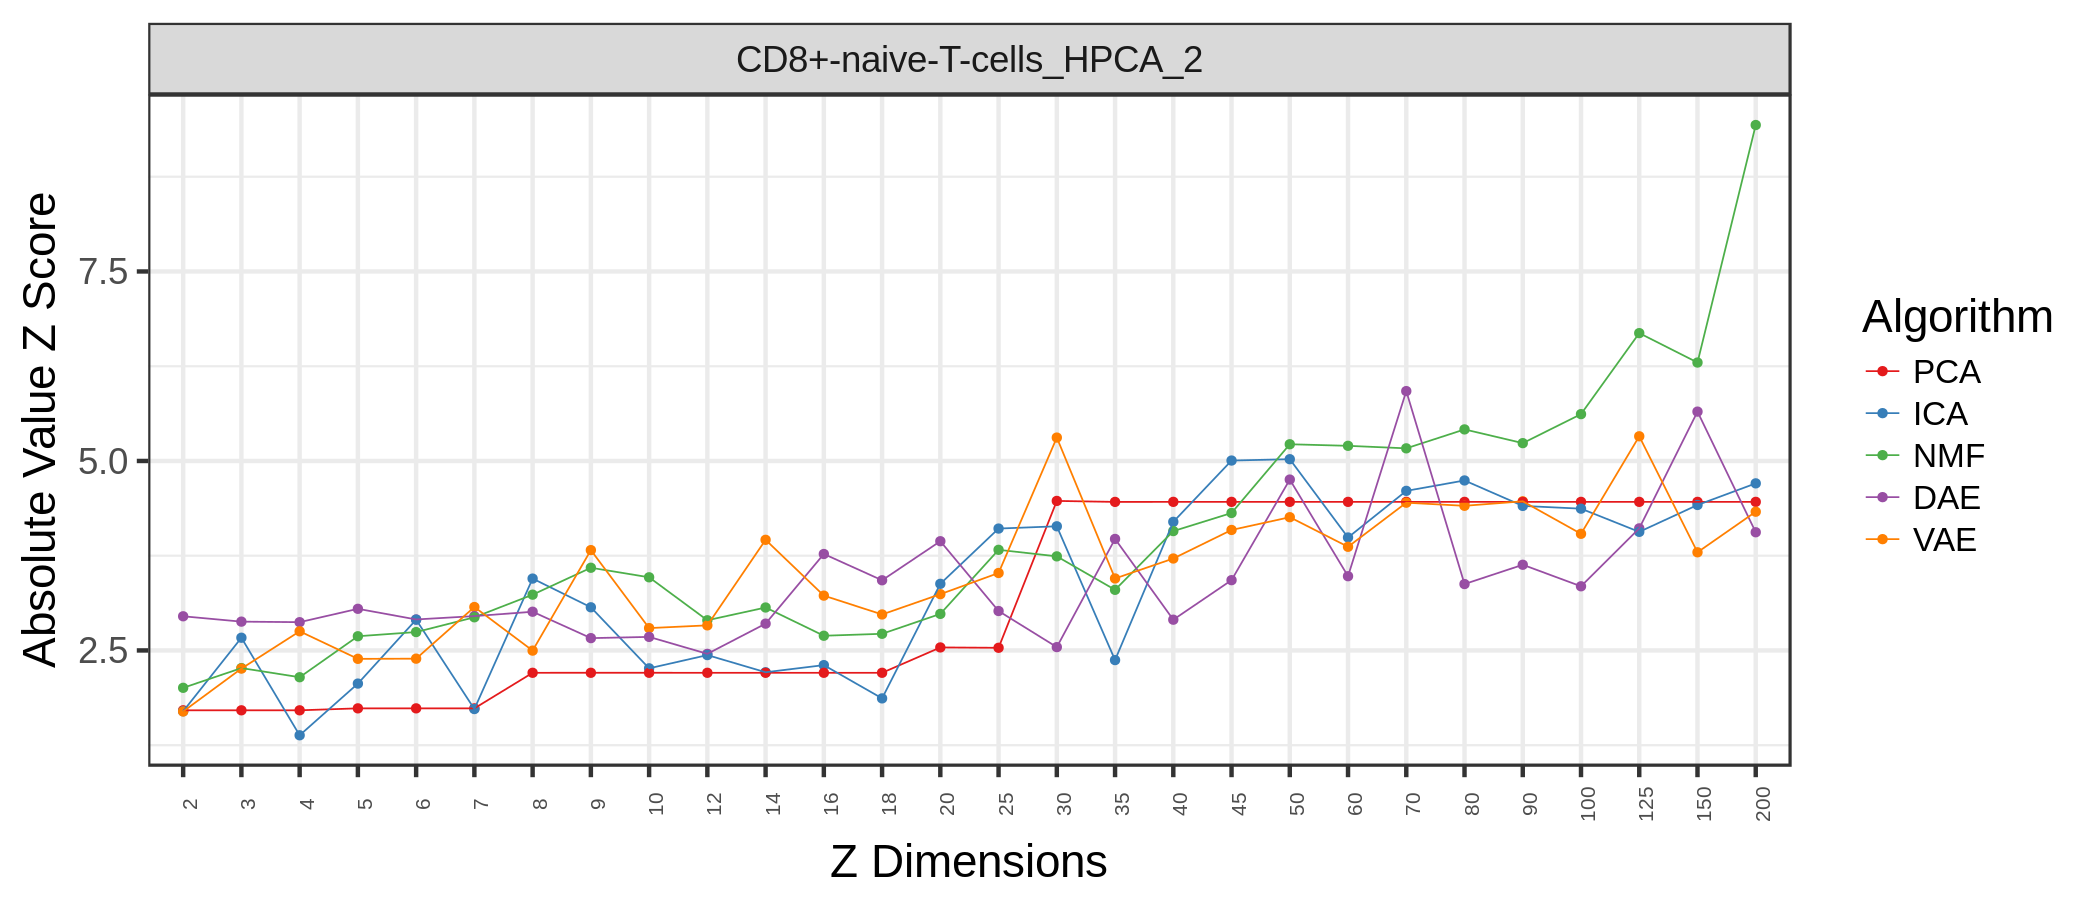 CD8+-naive-T-cells_HPCA_2
Absolute Value Z Score
7.5
5.0
2.5
2 3 4 5 6 7 8 9 10 12 14 16 18 20 25 30 35 40 45 50 60 70 80 90 100 125 150 200
Z Dimensions
Algorithm
PCA
ICA
NMF
DAE
VAE